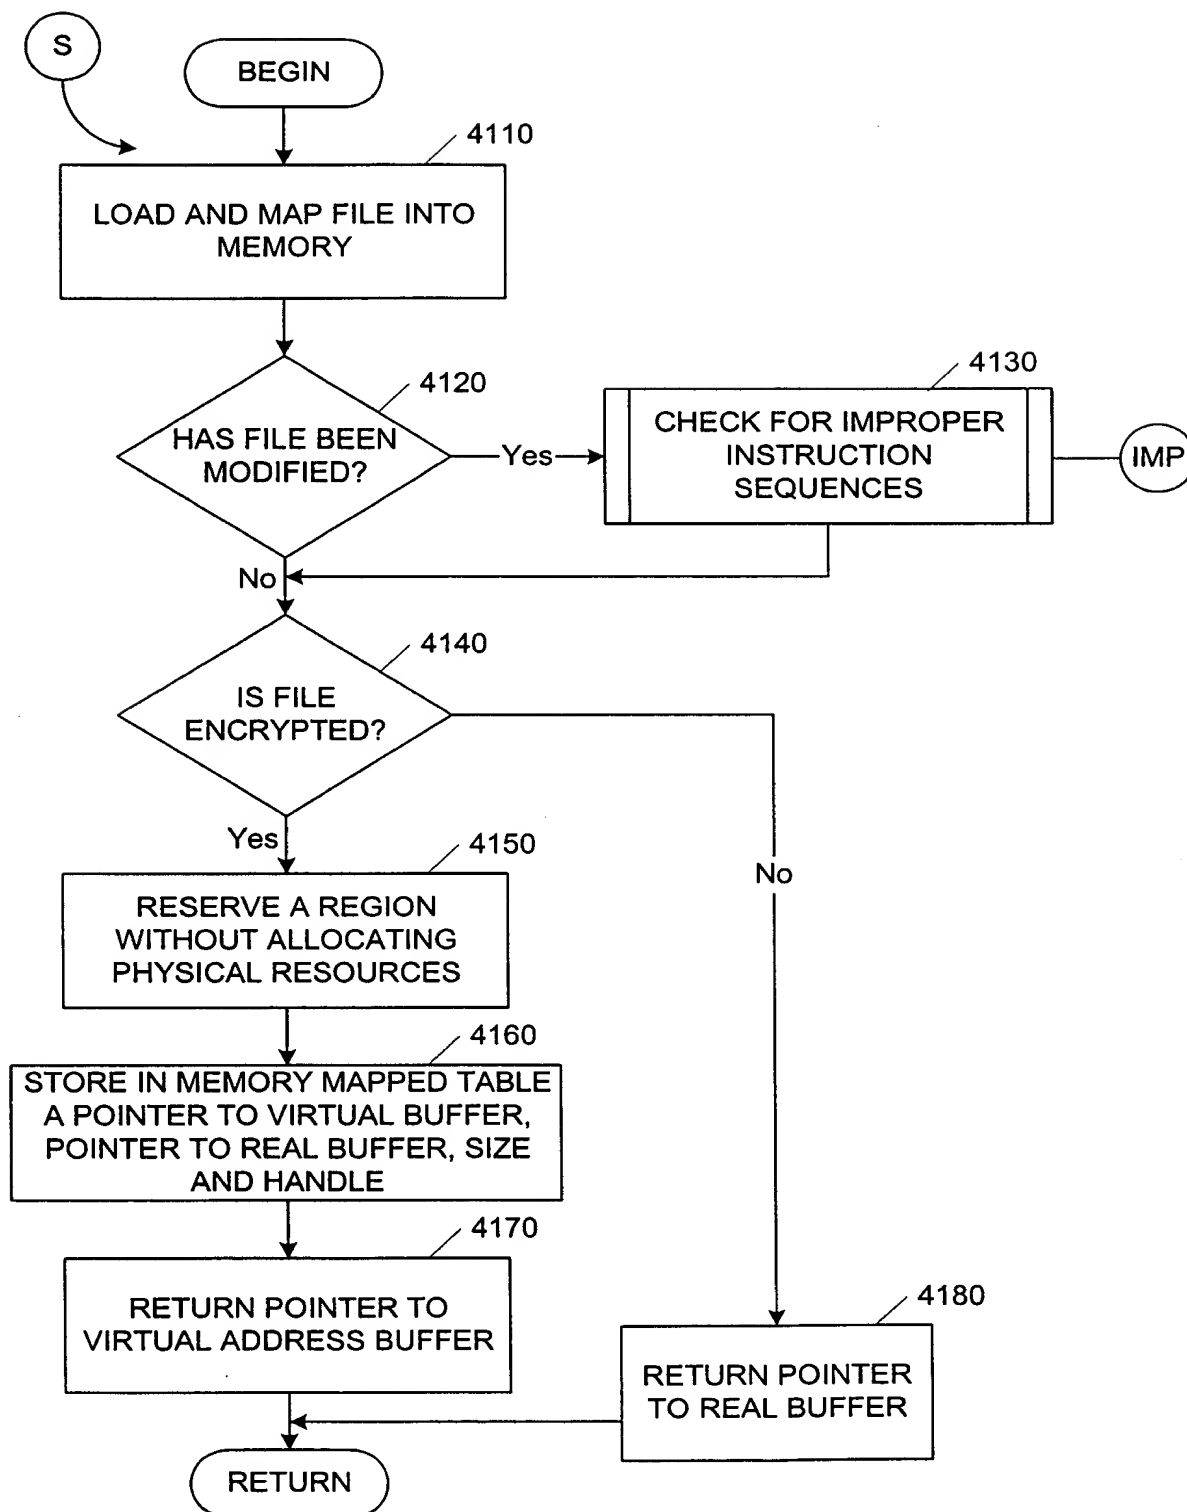 S
BEGIN
4110
LOAD AND MAP FILE INTO
MEMORY
4120
HAS FILE BEEN
MODIFIED?
Yes
4130
CHECK FOR IMPROPER
INSTRUCTION
SEQUENCES
IMP
No
4140
IS FILE
ENCRYPTED?
Yes
No
4150
RESERVE A REGION
WITHOUT ALLOCATING
PHYSICAL RESOURCES
4160
STORE IN MEMORY MAPPED TABLE
A POINTER TO VIRTUAL BUFFER,
POINTER TO REAL BUFFER, SIZE
AND HANDLE
4170
RETURN POINTER TO
VIRTUAL ADDRESS BUFFER
4180
RETURN POINTER
TO REAL BUFFER
RETURN